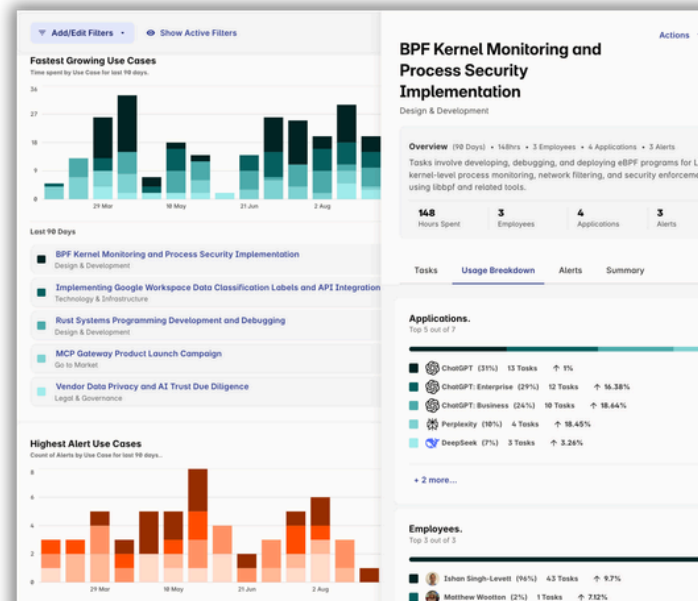 Add/Edit Filters
Show Active Filters
Fastest Growing Use Cases
Time spent by Use Case for last 90 days.
36
27
18
9
0
29 Mar
10 May
21 Jun
2 Aug
Last 90 Days
BPF Kernel Monitoring and Process Security Implementation
Design & Development
Implementing Google Workspace Data Classification Labels and API Integration
Technology & Infrastructure
Rust Systems Programming Development and Debugging
Design & Development
MCP Gateway Product Launch Campaign
Go to Market
Vendor Data Privacy and AI Trust Due Diligence
Legal & Governance
Highest Alert Use Cases
Count of Alerts by Use Case for last 90 days..
8
6
4
2
0
29 Mar
10 May
21 Jun
2 Aug
Actions
BPF Kernel Monitoring and
Process Security
Implementation
Design & Development
Overview (90 Days) • 148hrs • 3 Employees • 4 Applications • 3 Alerts
Tasks involve developing, debugging, and deploying eBPF programs for L
kernel-level process monitoring, network filtering, and security enforceme
using libbpf and related tools.
148
Hours Spent
3
Employees
4
Applications
3
Alerts
Tasks
Usage Breakdown
Alerts
Summary
Applications.
Top 5 out of 7
ChatGPT (31%) 13 Tasks ↑ 1%
ChatGPT: Enterprise (29%) 12 Tasks ↑ 16.38%
ChatGPT: Business (24%) 10 Tasks ↑ 18.64%
Perplexity (10%) 4 Tasks ↑ 18.45%
DeepSeek (7%) 3 Tasks ↑ 3.26%
+ 2 more...
Employees.
Top 3 out of 3
Ishan Singh-Levett (96%) 43 Tasks ↑ 9.7%
Matthew Wootton (2%) 1 Tasks ↑ 7.12%